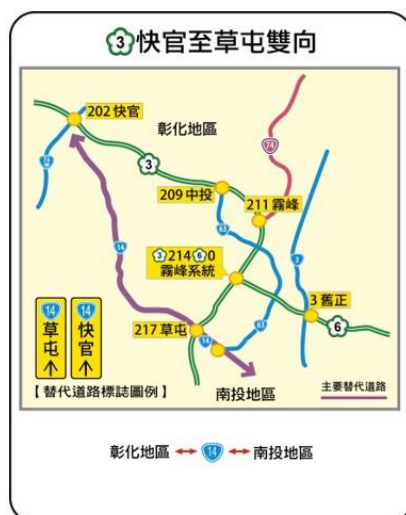 3 快官至草屯雙向
202 快官
彰化地區
14
3
74
209 中投
211 霧峰
63
14
3
3 214 6 0
霧峰系統
3 舊正
6
217 草屯
63
14
14 草屯 ↑
14 快官 ↑
【替代道路標誌圖例】
南投地區
主要替代道路
彰化地區 ↔ 14 ↔ 南投地區